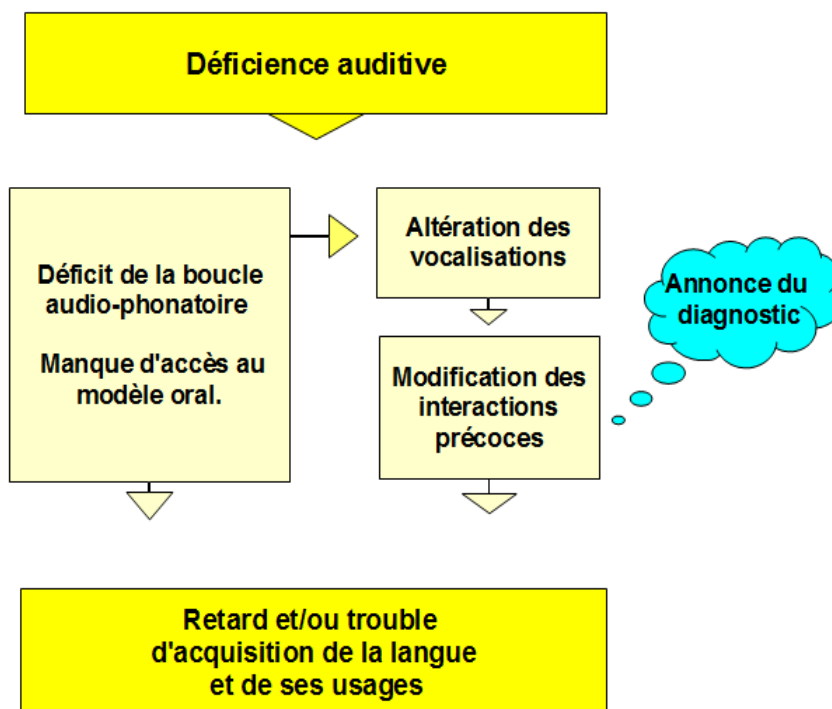 Déficience auditive
Déficit de la boucle
audio-phonatoire
Manque d'accès au
modèle oral.
Altération des
vocalisations
Modification des
interactions
précoces
Annonce du
diagnostic
Retard et/ou trouble
d'acquisition de la langue
et de ses usages